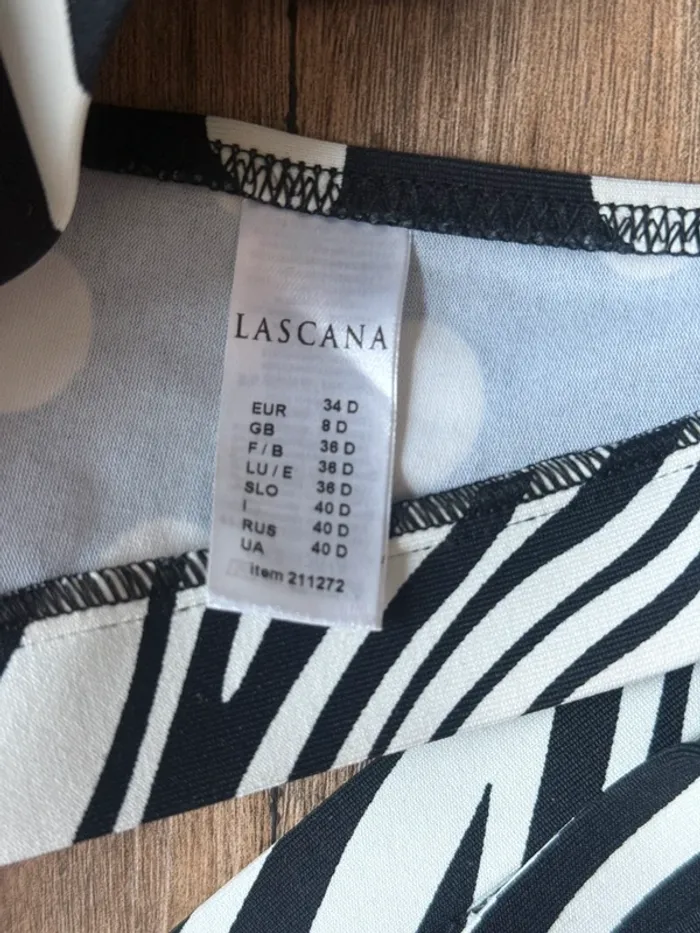 LASCANA
EUR 34 D
GB 8 D
F / B 36 D
LU / E 36 D
SLO 36 D
I 40 D
RUS 40 D
UA 40 D
Item 211272